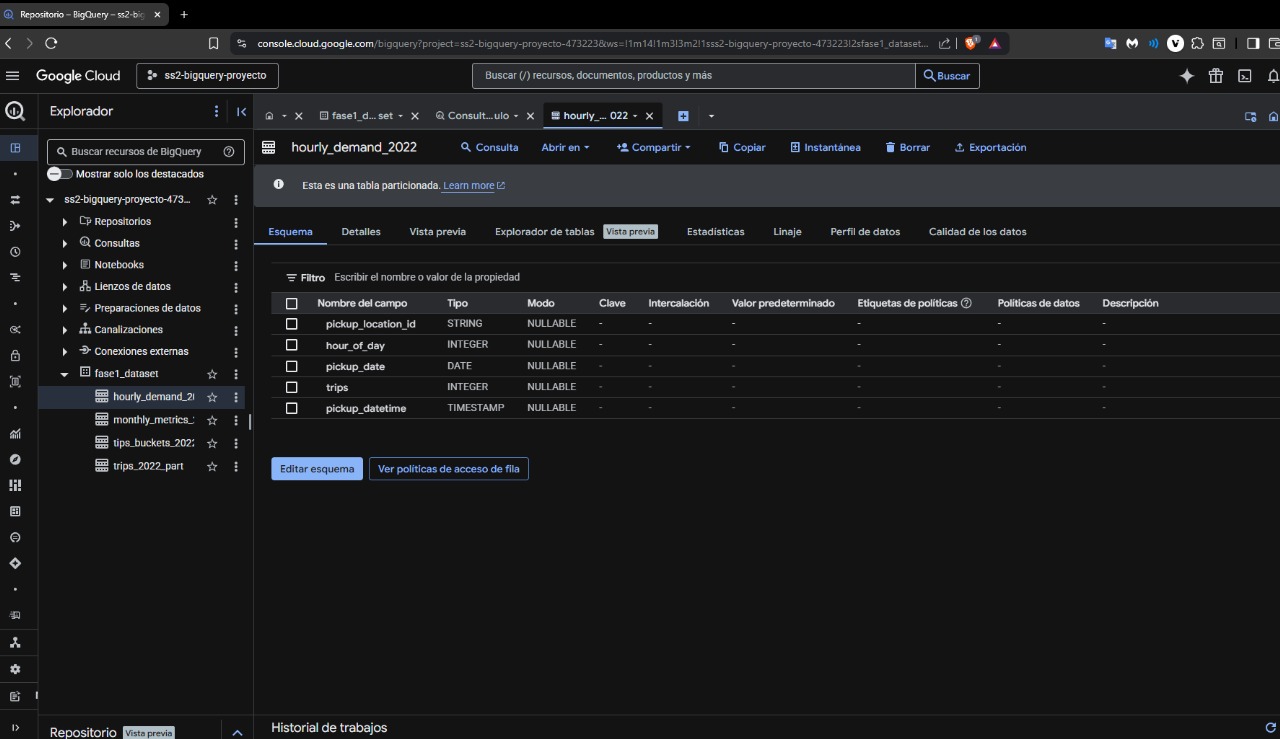 Repositorio – BigQuery – ss2-big
console.cloud.google.com/bigquery?project=ss2-bigquery-proyecto-473223&ws=!1m14!1m3!3m2!1sss2-bigquery-proyecto-473223!2sfase1_dataset...
Google Cloud
ss2-bigquery-proyecto
Buscar (/) recursos, documentos, productos y más
Buscar
Explorador
Buscar recursos de BigQuery
Mostrar solo los destacados
ss2-bigquery-proyecto-473...
Repositorios
Consultas
Notebooks
Lienzos de datos
Preparaciones de datos
Canalizaciones
Conexiones externas
fase1_dataset
hourly_demand_2
monthly_metrics_
tips_buckets_2022
trips_2022_part
Repositorio Vista previa
fase1_d... set
Consult...ulo
hourly_... 022
hourly_demand_2022
Consulta
Abrir en
Compartir
Copiar
Instantánea
Borrar
Exportación
Esta es una tabla particionada. Learn more
Esquema Detalles Vista previa Explorador de tablas Vista previa Estadísticas Linaje Perfil de datos Calidad de los datos
Filtro Escribir el nombre o valor de la propiedad
Nombre del campo Tipo Modo Clave Intercalación Valor predeterminado Etiquetas de políticas Políticas de datos Descripción
pickup_location_id STRING NULLABLE - - - - - -
hour_of_day INTEGER NULLABLE - - - - - -
pickup_date DATE NULLABLE - - - - - -
trips INTEGER NULLABLE - - - - - -
pickup_datetime TIMESTAMP NULLABLE - - - - - -
Editar esquema Ver políticas de acceso de fila
Historial de trabajos